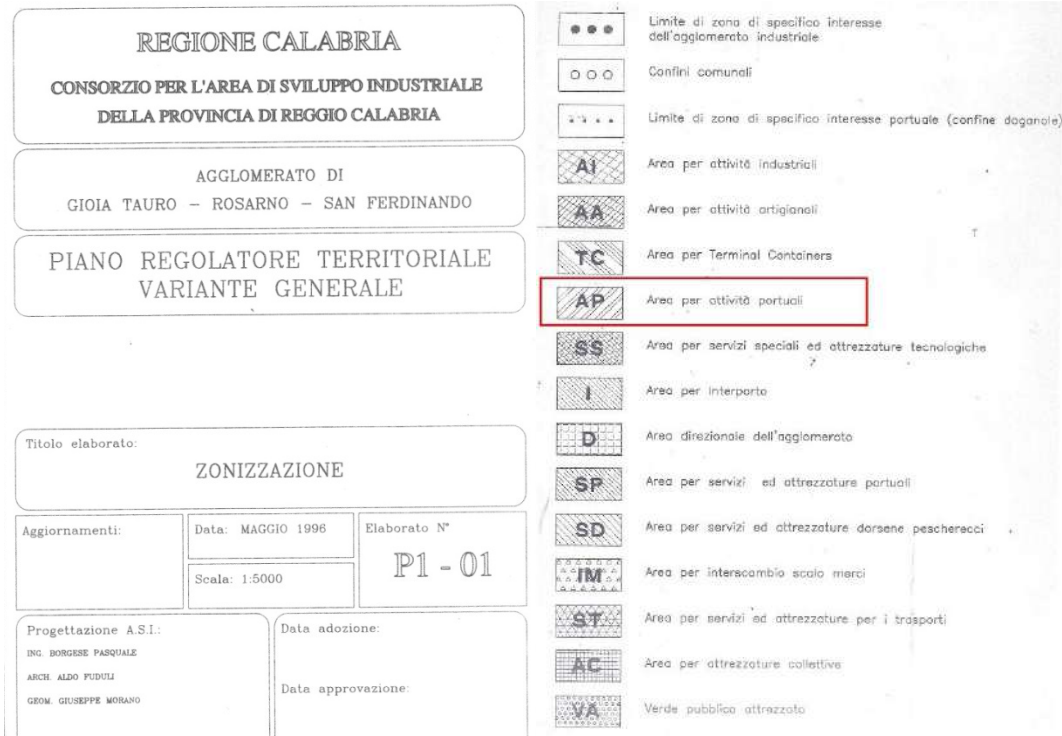 REGIONE CALABRIA
CONSORZIO PER L'AREA DI SVILUPPO INDUSTRIALE
DELLA PROVINCIA DI REGGIO CALABRIA
AGGLOMERATO DI
GIOIA TAURO – ROSARNO – SAN FERDINANDO
PIANO REGOLATORE TERRITORIALE
VARIANTE GENERALE
Titolo elaborato:
ZONIZZAZIONE
Aggiornamenti:
Data: MAGGIO 1996
Scala: 1:5000
Elaborato N°
P1 - 01
Progettazione A.S.I.:
ING. BORGESE PASQUALE
ARCH. ALDO FUDULI
GEOM. GIUSEPPE MORANO
Data adozione:
Data approvazione:
Limite di zona di specifico interesse
dell'agglomerato industriale
Confini comunali
Limite di zona di specifico interesse portuale (confine doganale)
AI Area per attività industriali
AA Area per attività artigianali
TC Area per Terminal Containers
AP Area per attività portuali
SS Area per servizi speciali ed attrezzature tecnologiche
I Area per interporto
D Area direzionale dell'agglomerato
SP Area per servizi ed attrezzature portuali
SD Area per servizi ed attrezzature darsene pescherecci
IM Area per interscambio scalo merci
ST Area per servizi ed attrezzature per i trasporti
AC Area per attrezzature collettive
VA Verde pubblico attrezzato